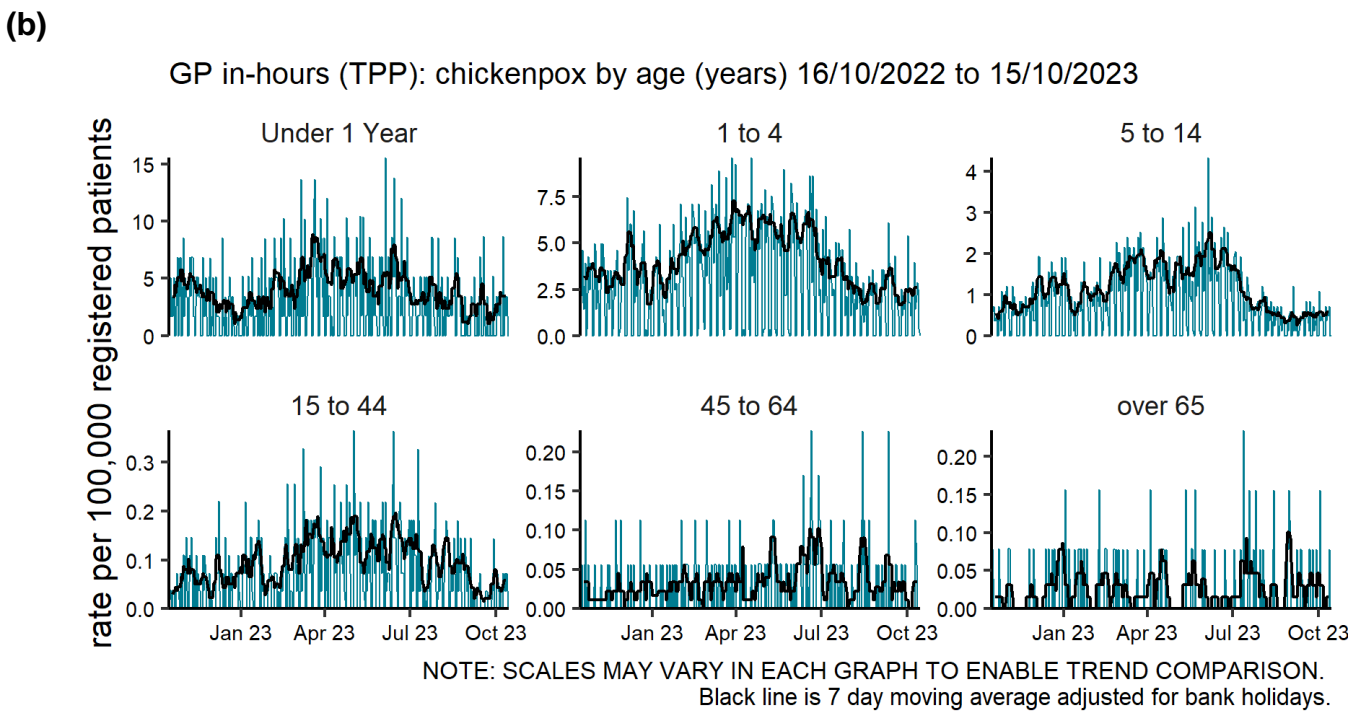 (b)
GP in-hours (TPP): chickenpox by age (years) 16/10/2022 to 15/10/2023
rate per 100,000 registered patients
Under 1 Year
15
10
5
0
1 to 4
7.5
5.0
2.5
0.0
5 to 14
4
3
2
1
0
15 to 44
0.3
0.2
0.1
0.0
Jan 23 Apr 23 Jul 23 Oct 23
45 to 64
0.20
0.15
0.10
0.05
0.00
Jan 23 Apr 23 Jul 23 Oct 23
over 65
0.20
0.15
0.10
0.05
0.00
Jan 23 Apr 23 Jul 23 Oct 23
NOTE: SCALES MAY VARY IN EACH GRAPH TO ENABLE TREND COMPARISON.
Black line is 7 day moving average adjusted for bank holidays.